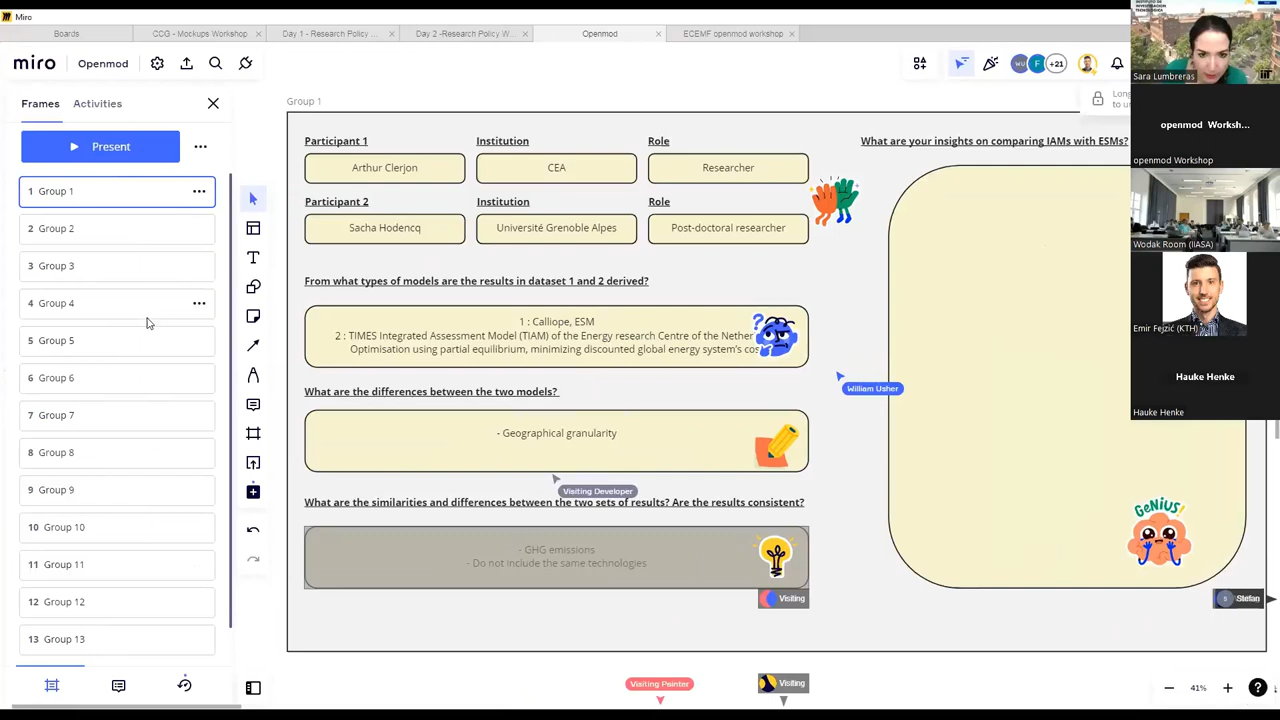 Miro
Boards
CCG - Mockups Workshop
Day 1 - Research Policy ...
Day 2 -Research Policy W...
Openmod
ECEMF openmod workshop
miro
Openmod
+21
Frames
Activities
Present
1 Group 1
2 Group 2
3 Group 3
4 Group 4
5 Group 5
6 Group 6
7 Group 7
8 Group 8
9 Group 9
10 Group 10
11 Group 11
12 Group 12
13 Group 13
Group 1
Participant 1
Institution
Role
Arthur Clerjon
CEA
Researcher
Participant 2
Institution
Role
Sacha Hodencq
Université Grenoble Alpes
Post-doctoral researcher
From what types of models are the results in dataset 1 and 2 derived?
1 : Calliope, ESM
2 : TIMES Integrated Assessment Model (TIAM) of the Energy research Centre of the Nether
Optimisation using partial equilibrium, minimizing discounted global energy system's cos
What are the differences between the two models?
- Geographical granularity
Visiting Developer
What are the similarities and differences between the two sets of results? Are the results consistent?
- GHG emissions
- Do not include the same technologies
Visiting
Visiting Pointer
Visiting
What are your insights on comparing IAMs with ESMs?
William Usher
GeNiUS!
Stefan
Long
to u
41%
INSTITUTO DE
INVESTIGACIÓN
TECNOLÓGICA
iit
Sara Lumbreras
openmod Worksh...
openmod Workshop
Wodak Room (IIASA)
Emir Fejzić (KTH)
Hauke Henke
Hauke Henke